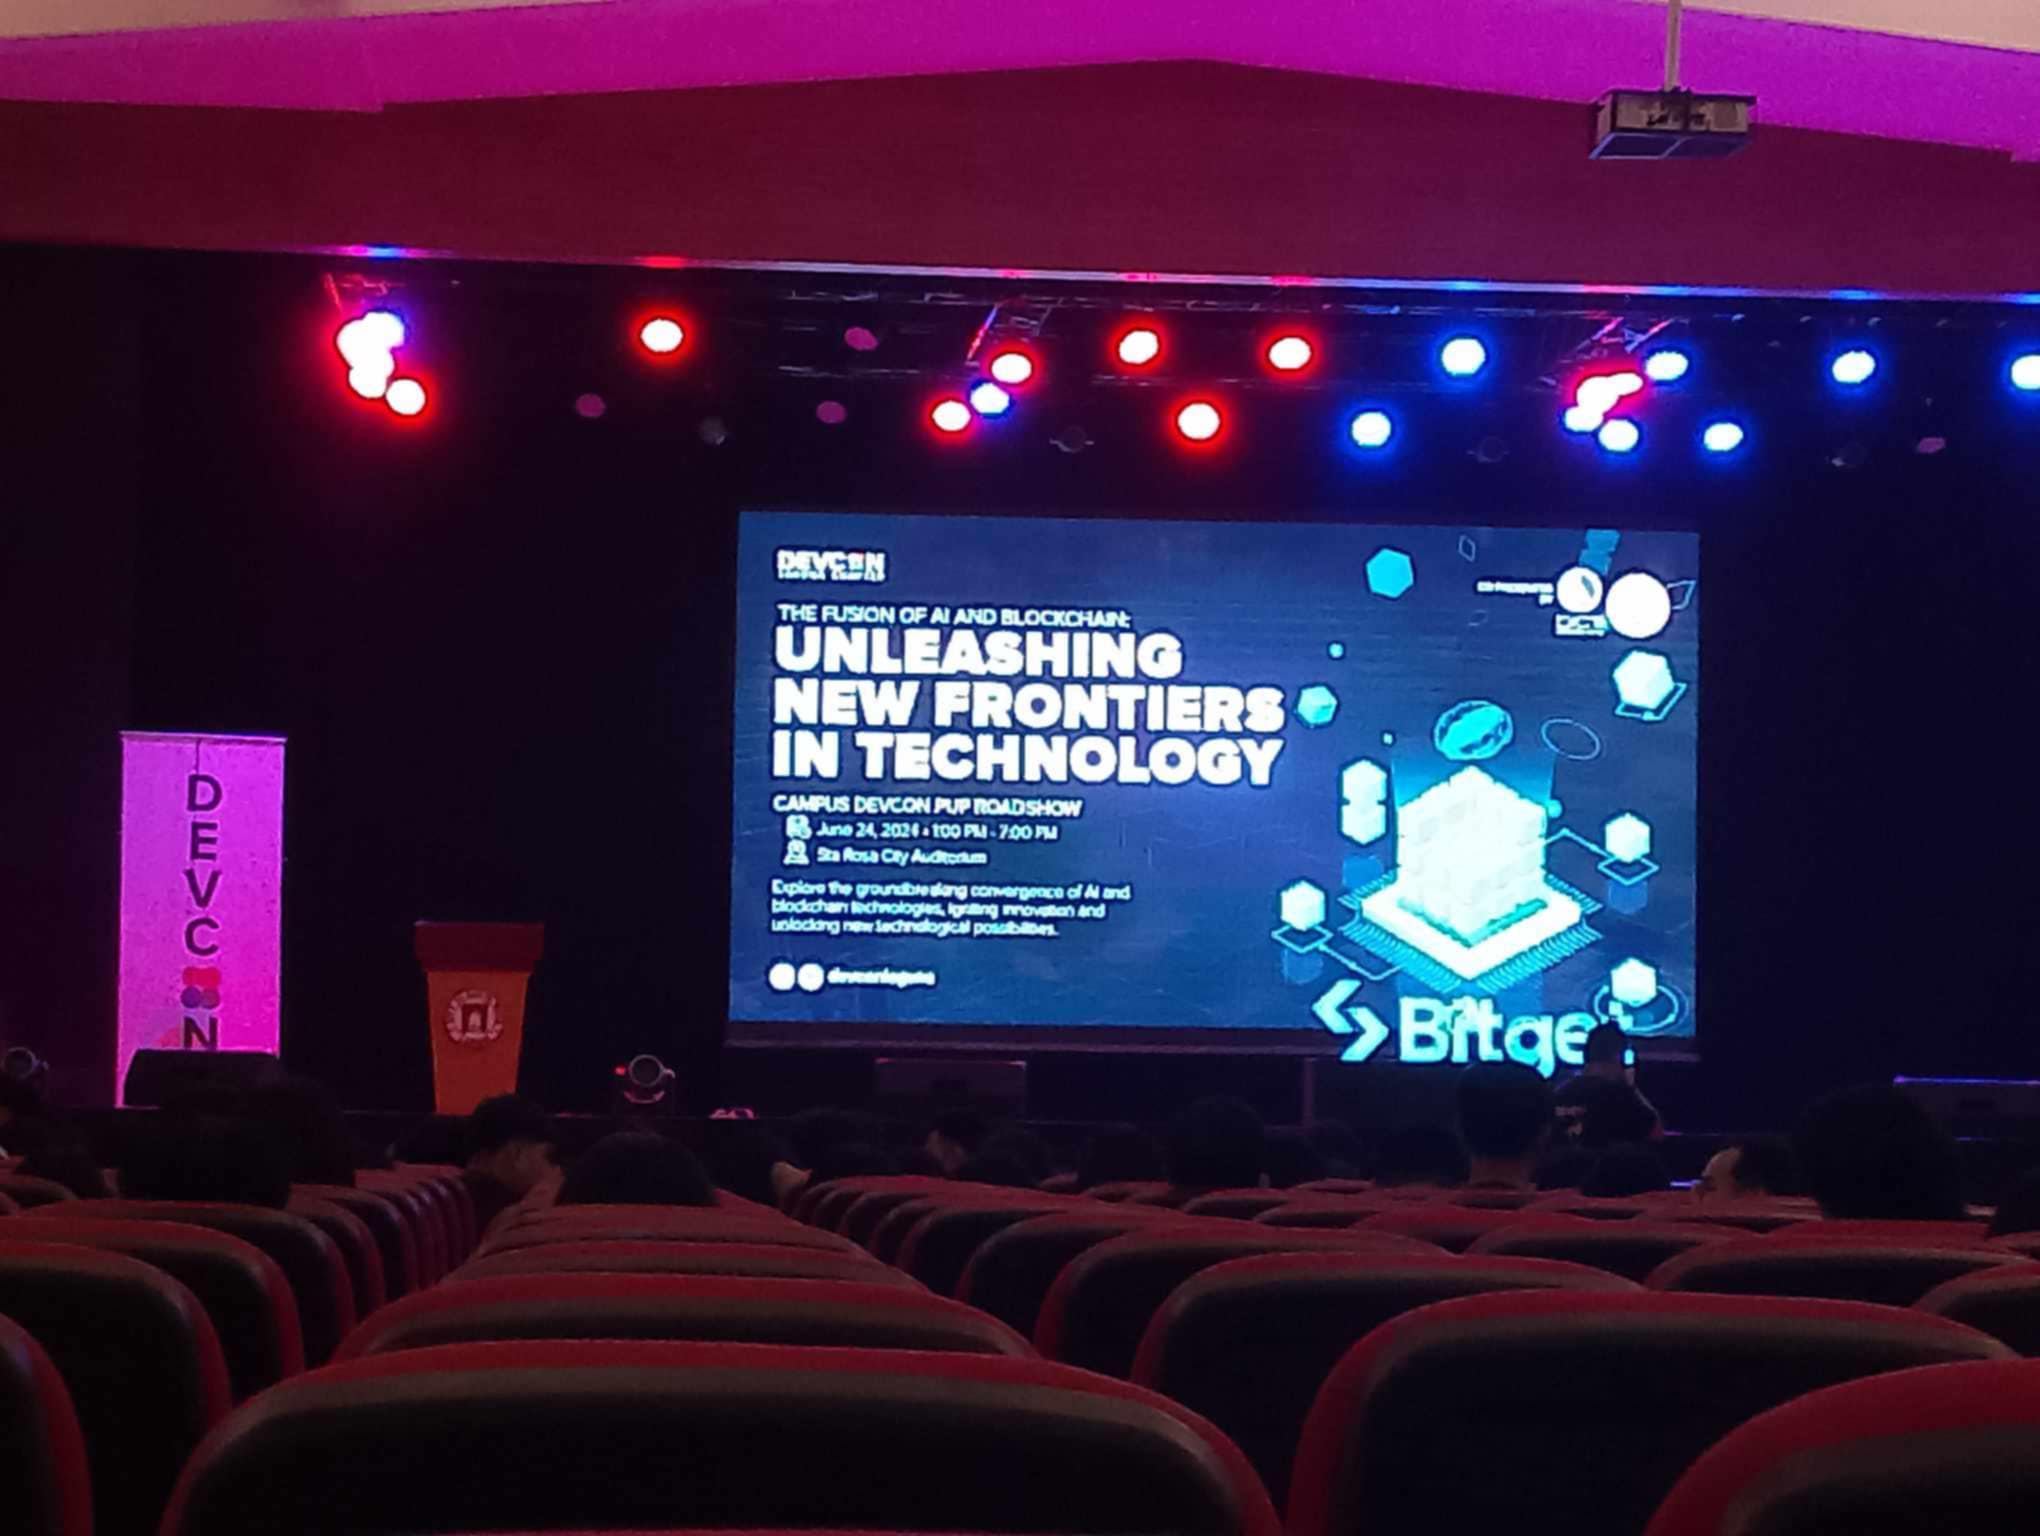 DEVCON
THE FUSION OF AI AND BLOCKCHAIN:
UNLEASHING
NEW FRONTIERS
IN TECHNOLOGY
CAMPUS DEVCON PUP ROADSHOW
June 24, 2024 • 1:00 PM - 7:00 PM
Sta Rosa City Auditorium
Explore the groundbreaking convergence of AI and
blockchain technologies, igniting innovation and
unlocking new technological possibilities.
Bitge
DEVCON